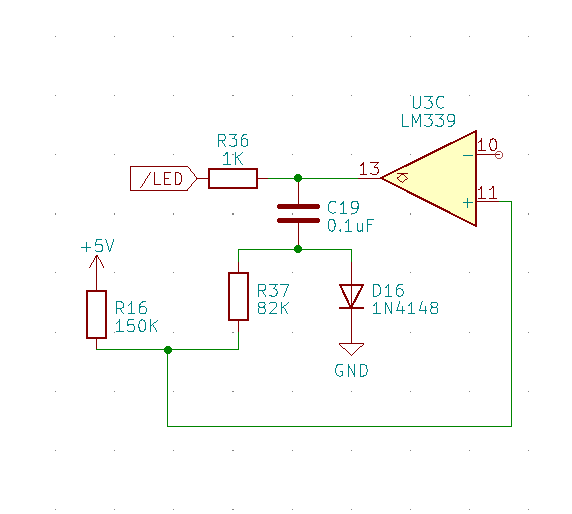 U3C
LM339
R36
1K
13
10
11
/LED
C19
0.1uF
+5V
R16
150K
R37
82K
D16
1N4148
GND